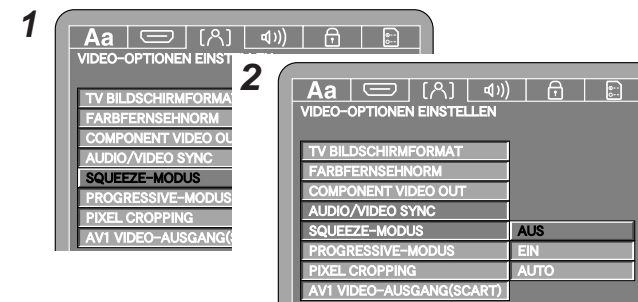 1
Aa
VIDEO-OPTIONEN EINST
TV BILDSCHIRMFORMA
FARBFERNSEHNORM
COMPONENT VIDEO OU
AUDIO/VIDEO SYNC
SQUEEZE-MODUS
PROGRESSIVE-MODUS
PIXEL CROPPING
AV1 VIDEO-AUSGANG(S
2
Aa
VIDEO-OPTIONEN EINSTELLEN
TV BILDSCHIRMFORMAT
FARBFERNSEHNORM
COMPONENT VIDEO OUT
AUDIO/VIDEO SYNC
SQUEEZE-MODUS AUS
PROGRESSIVE-MODUS EIN
PIXEL CROPPING AUTO
AV1 VIDEO-AUSGANG(SCART)